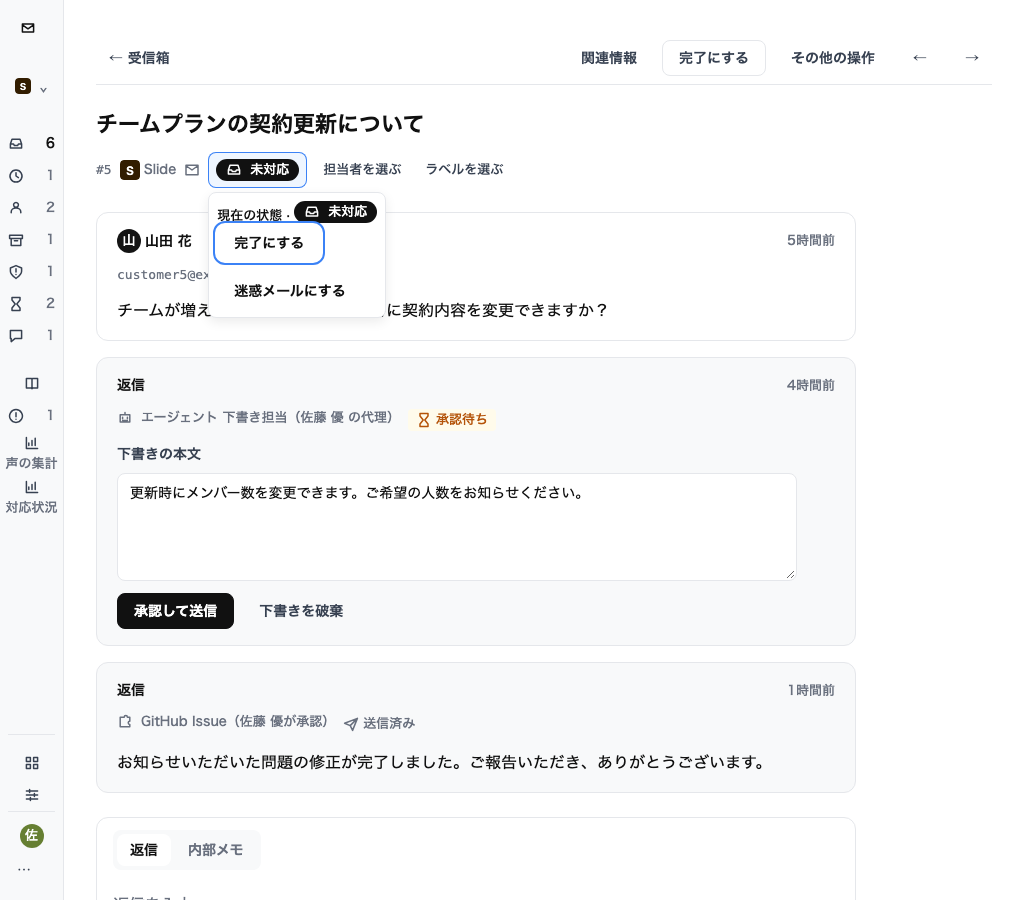 ← 受信箱
関連情報
完了にする
その他の操作
←
→
S
6
1
2
1
1
2
1
1
声の集計
対応状況
佐
…
チームプランの契約更新について
#5
S
Slide
未対応
担当者を選ぶ
ラベルを選ぶ
現在の状態 ·
未対応
完了にする
迷惑メールにする
山
山田 花
5時間前
customer5@ex
チームが増え
に契約内容を変更できますか？
返信
4時間前
エージェント 下書き担当（佐藤 優 の代理）
承認待ち
下書きの本文
更新時にメンバー数を変更できます。ご希望の人数をお知らせください。
承認して送信
下書きを破棄
返信
1時間前
GitHub Issue（佐藤 優が承認）
送信済み
お知らせいただいた問題の修正が完了しました。ご報告いただき、ありがとうございます。
返信
内部メモ